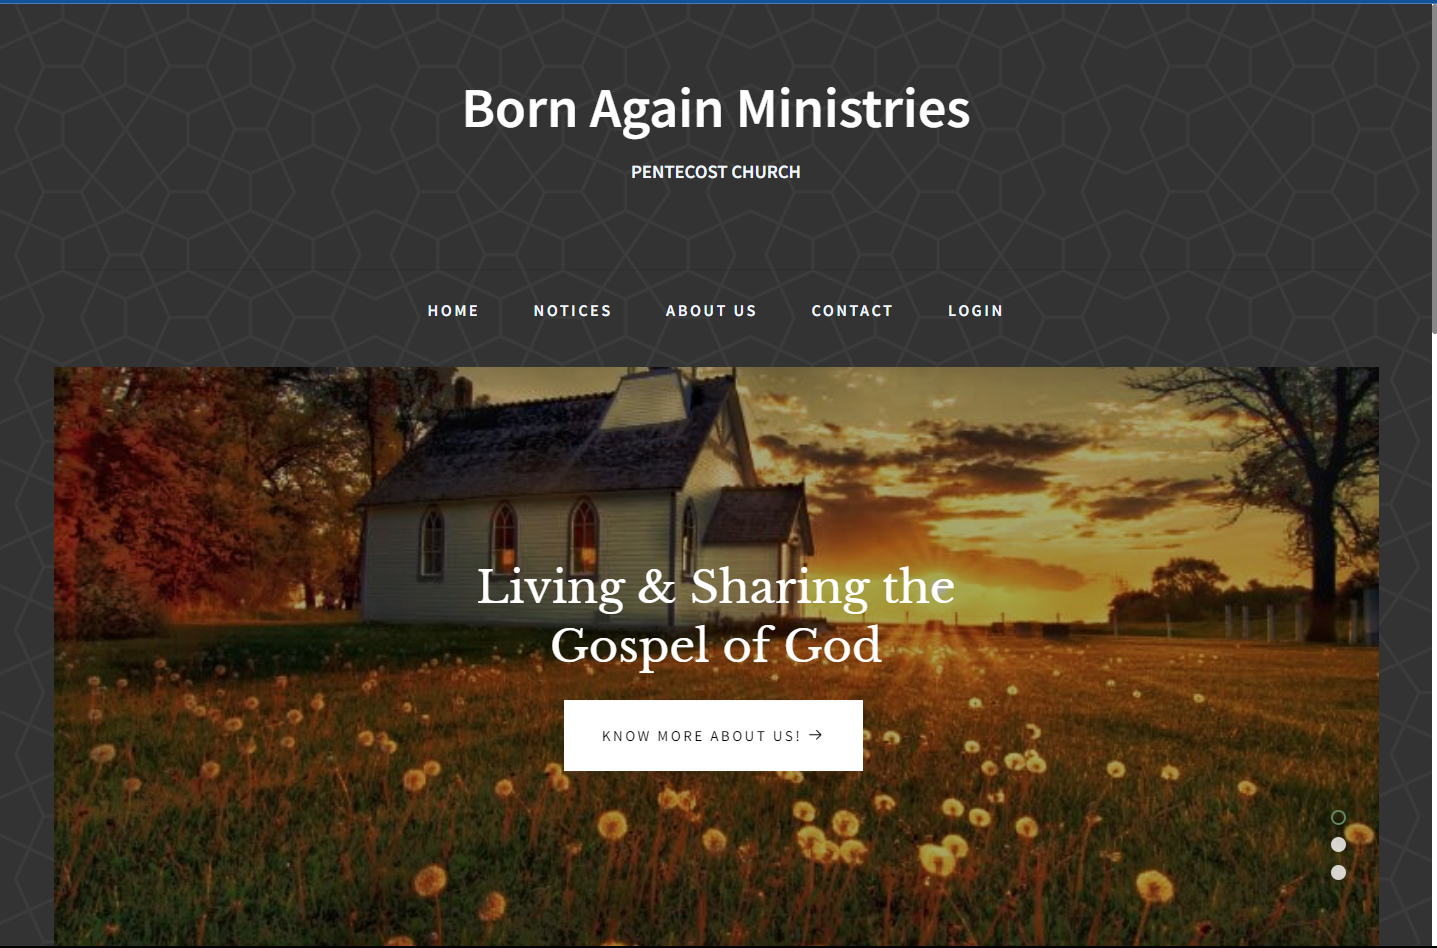 Born Again Ministries
PENTECOST CHURCH
HOME NOTICES ABOUT US CONTACT LOGIN
Living & Sharing the
Gospel of God
KNOW MORE ABOUT US! →